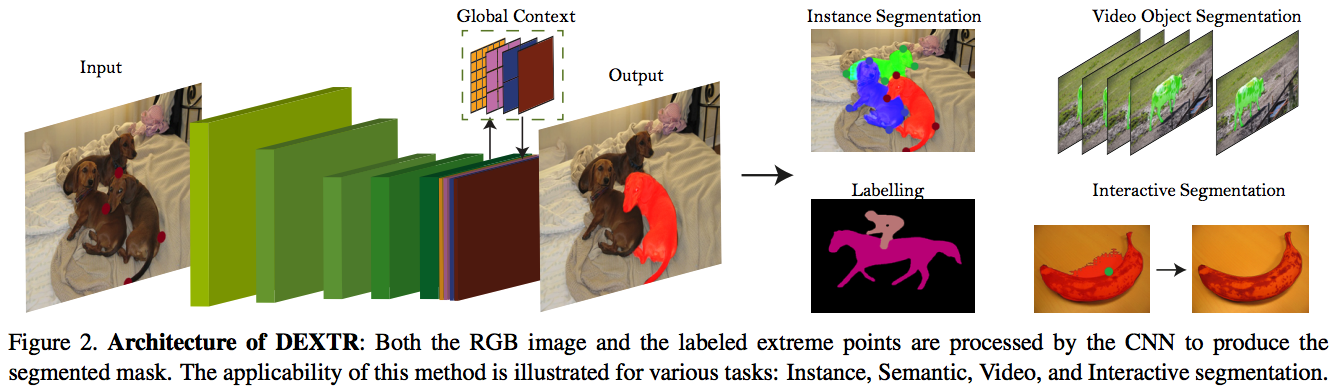 Global Context
Instance Segmentation
Video Object Segmentation
Input
Output
Labelling
Interactive Segmentation
Figure 2. Architecture of DEXTR: Both the RGB image and the labeled extreme points are processed by the CNN to produce the
segmented mask. The applicability of this method is illustrated for various tasks: Instance, Semantic, Video, and Interactive segmentation.